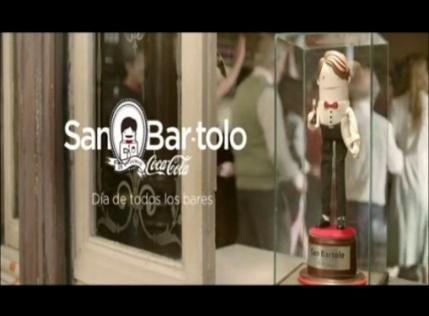 San Bar·tolo
Coca-Cola
Día de todos los bares
San Bartolo